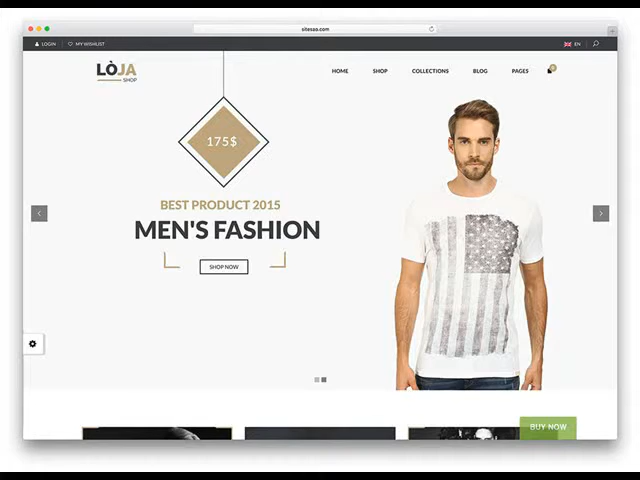 sitesao.com
LOGIN
MY WISHLIST
EN
LÒJA
SHOP
HOME
SHOP
COLLECTIONS
BLOG
PAGES
175$
BEST PRODUCT 2015
MEN'S FASHION
SHOP NOW
BUY NOW